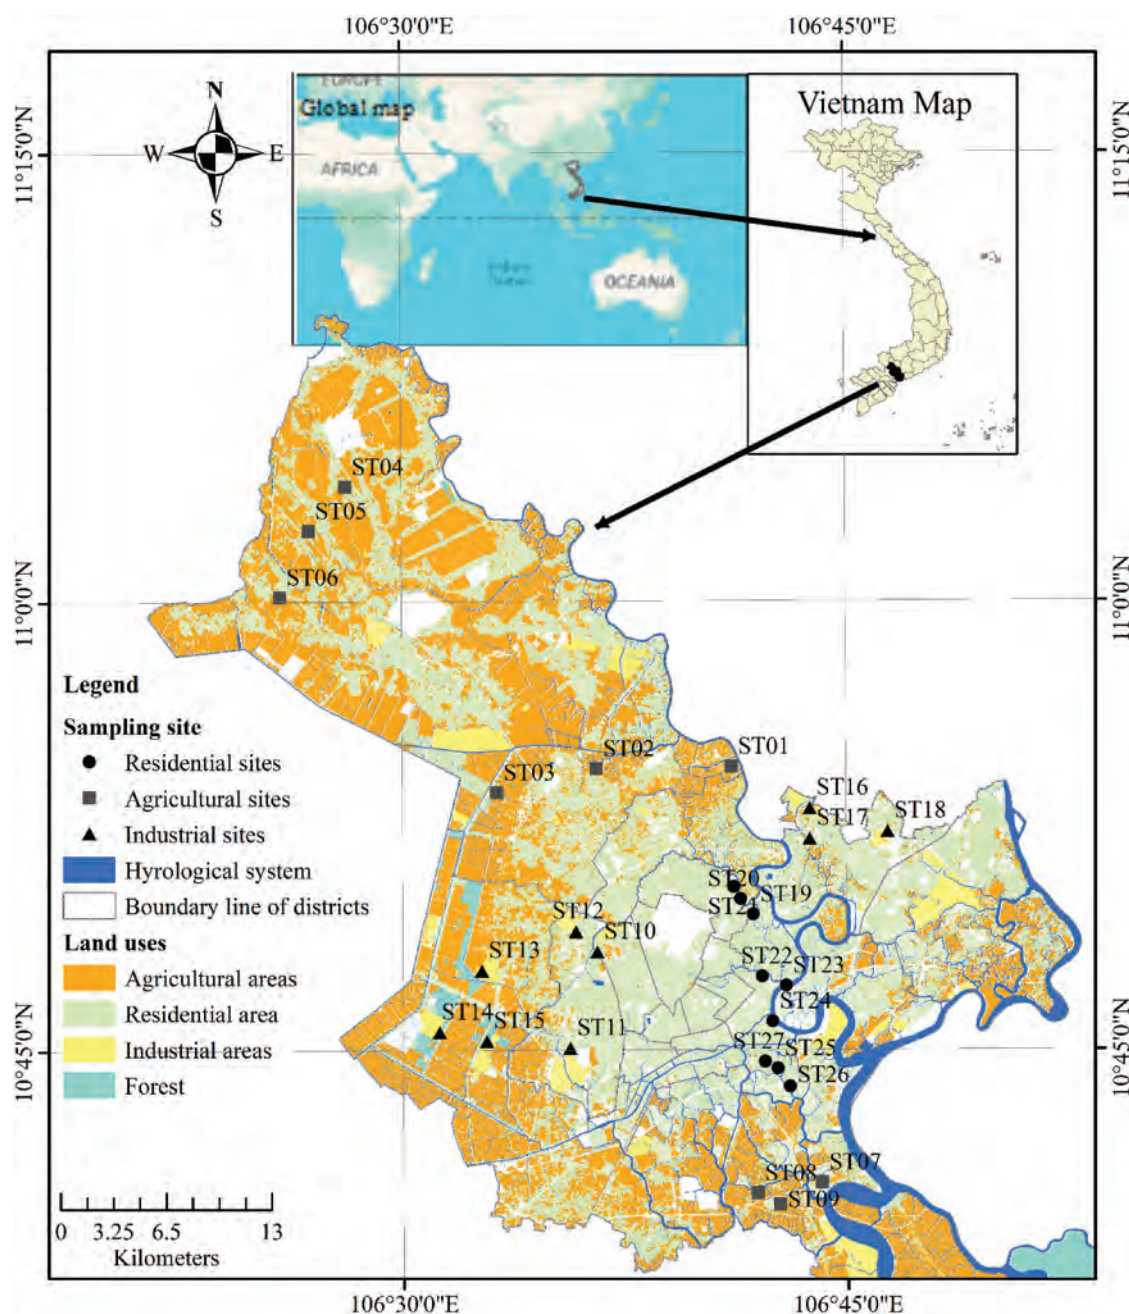 106°30'0"E
106°45'0"E
N
W
E
S
11°15'0"N
11°15'0"N
EUROPE
Global map
AFRICA
OCEANIA
Vietnam Map
ST04
ST05
ST06
11°0'0"N
11°0'0"N
ST02
ST01
ST03
ST16
ST17
ST18
ST20
ST19
ST21
ST12
ST10
ST13
ST22
ST23
ST24
ST14
ST15
ST11
ST27
ST25
ST26
10°45'0"N
10°45'0"N
ST08
ST07
ST09
Legend
Sampling site
Residential sites
Agricultural sites
Industrial sites
Hyrological system
Boundary line of districts
Land uses
Agricultural areas
Residential area
Industrial areas
Forest
0 3.25 6.5 13
Kilometers
106°30'0"E
106°45'0"E